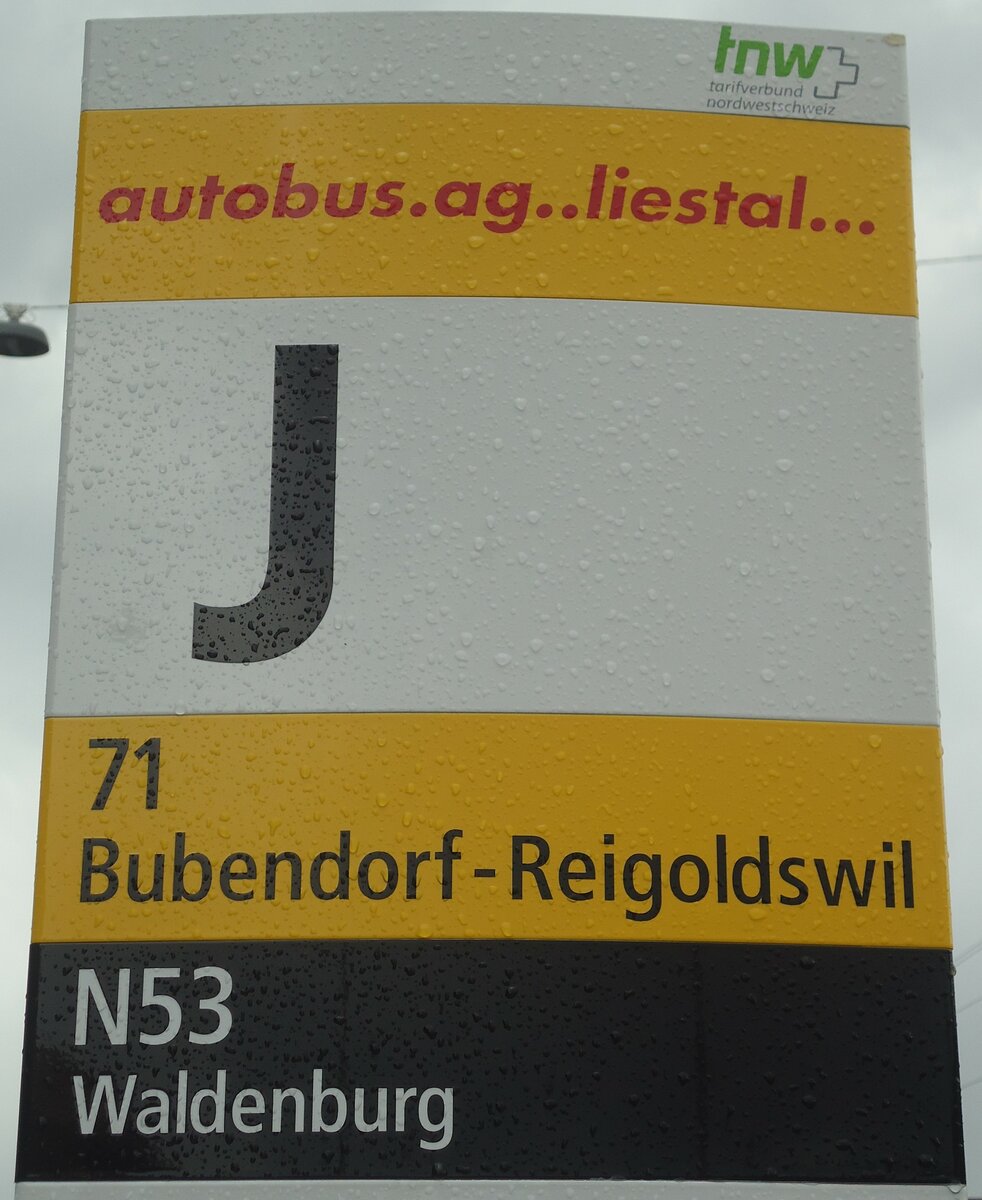 tnw
tarifverbund
nordwestschweiz
autobus.ag..liestal...
J
71
Bubendorf-Reigoldswil
N53
Waldenburg